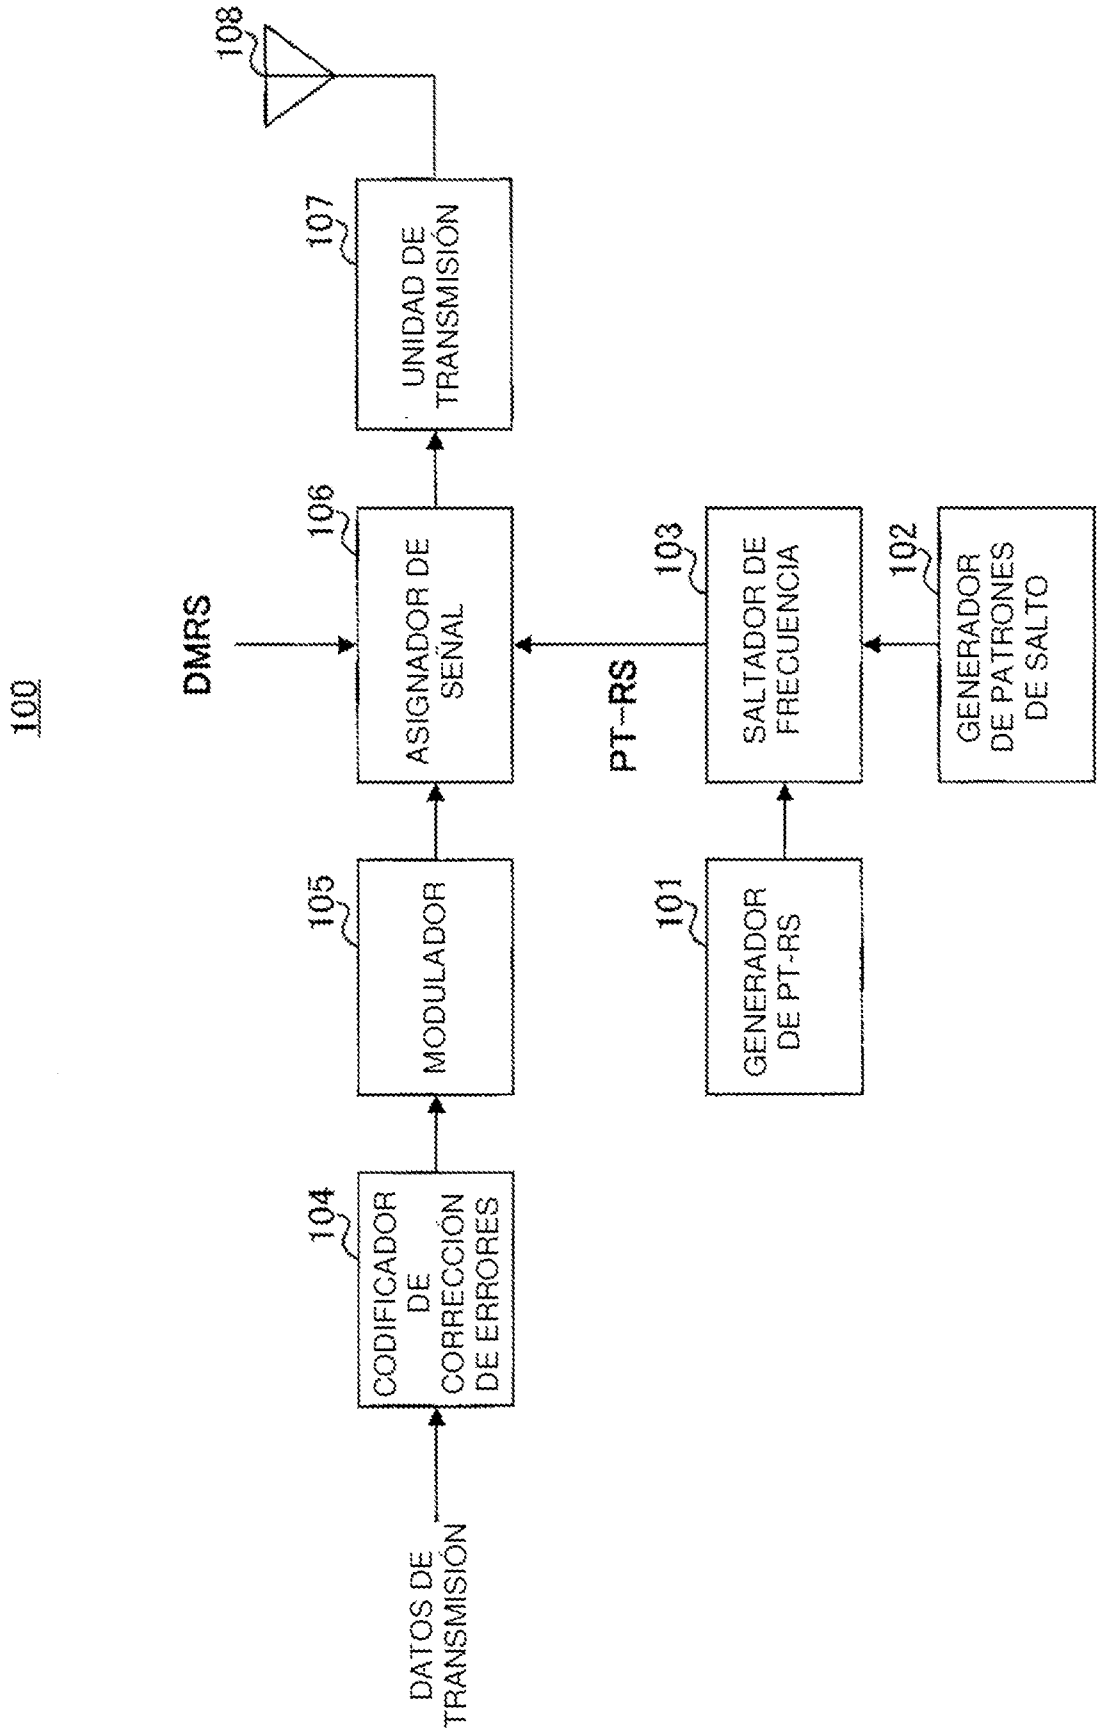 100
DMRS
108
107
UNIDAD DE
TRANSMISIÓN
106
ASIGNADOR DE
SEÑAL
105
MODULADOR
104
CODIFICADOR
DE
CORRECCIÓN
DE ERRORES
DATOS DE
TRANSMISIÓN
PT-RS
103
SALTADOR DE
FRECUENCIA
101
GENERADOR
DE PT-RS
102
GENERADOR
DE PATRONES
DE SALTO